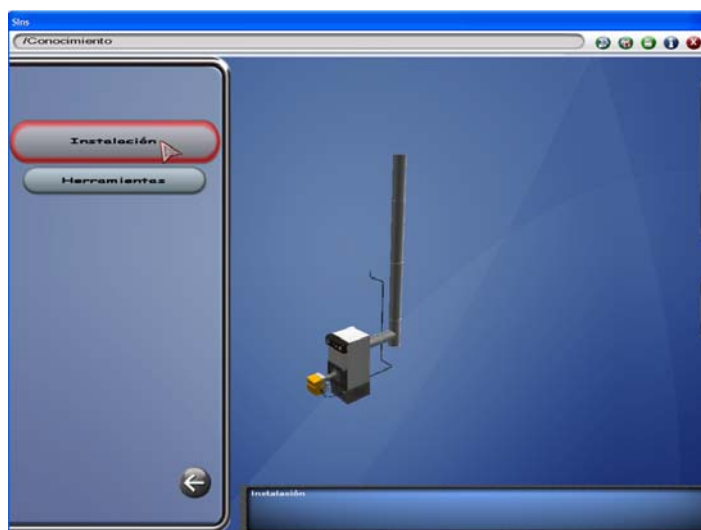 Sins
/Conocimiento
Instalación
Herramientas
Instalación